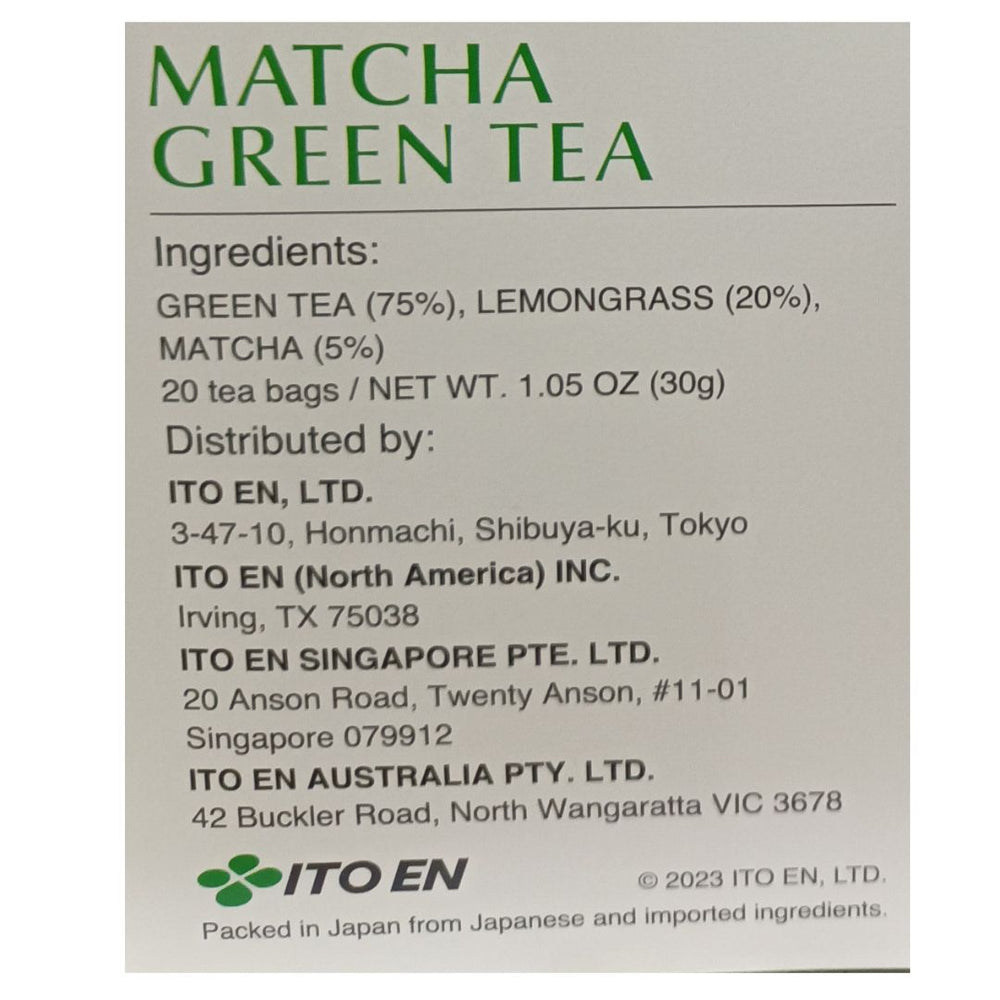 MATCHA
GREEN TEA
Ingredients:
GREEN TEA (75%), LEMONGRASS (20%),
MATCHA (5%)
20 tea bags / NET WT. 1.05 OZ (30g)
Distributed by:
ITO EN, LTD.
3-47-10, Honmachi, Shibuya-ku, Tokyo
ITO EN (North America) INC.
Irving, TX 75038
ITO EN SINGAPORE PTE. LTD.
20 Anson Road, Twenty Anson, #11-01
Singapore 079912
ITO EN AUSTRALIA PTY. LTD.
42 Buckler Road, North Wangaratta VIC 3678
ITO EN
© 2023 ITO EN, LTD.
Packed in Japan from Japanese and imported ingredients.